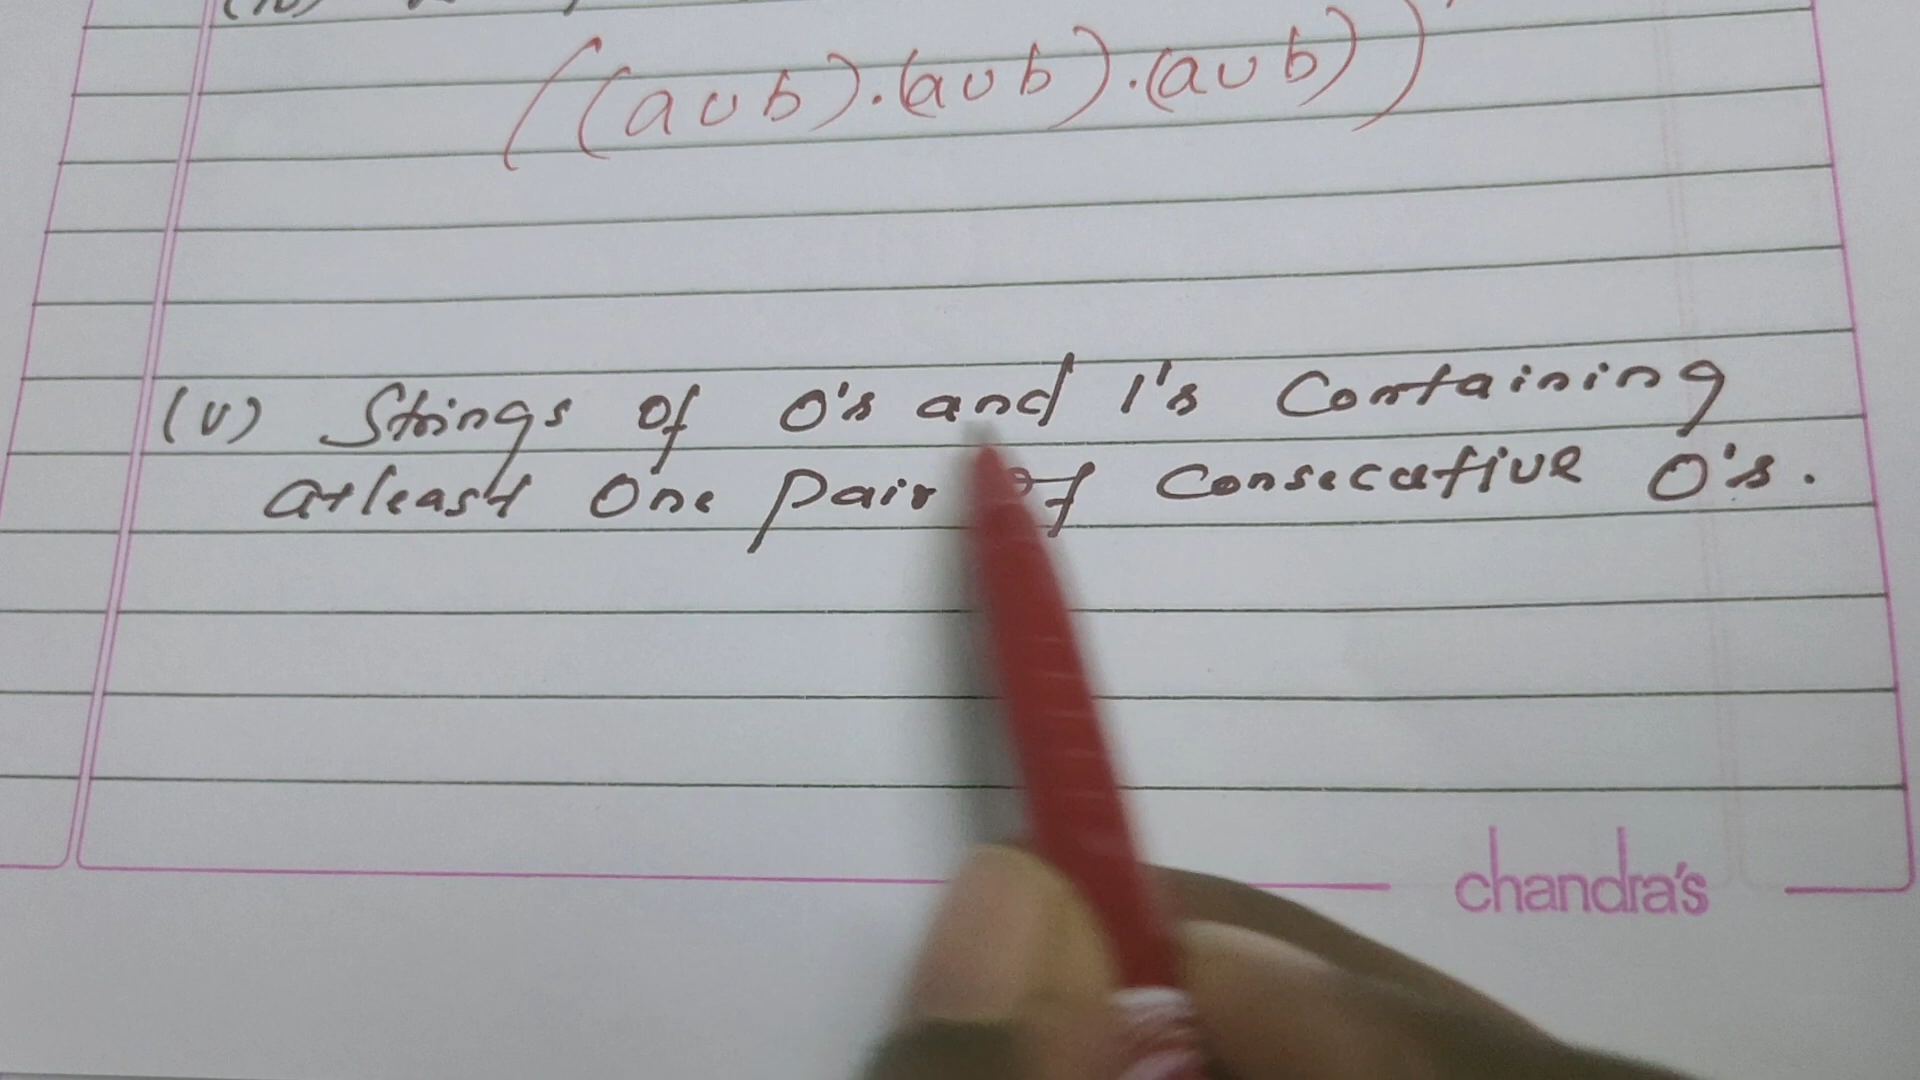 ((a∪b).(a∪b).(a∪b))
(v) Strings of 0's and 1's Containing
atleast One pair of Consecutive 0's.
chandra's